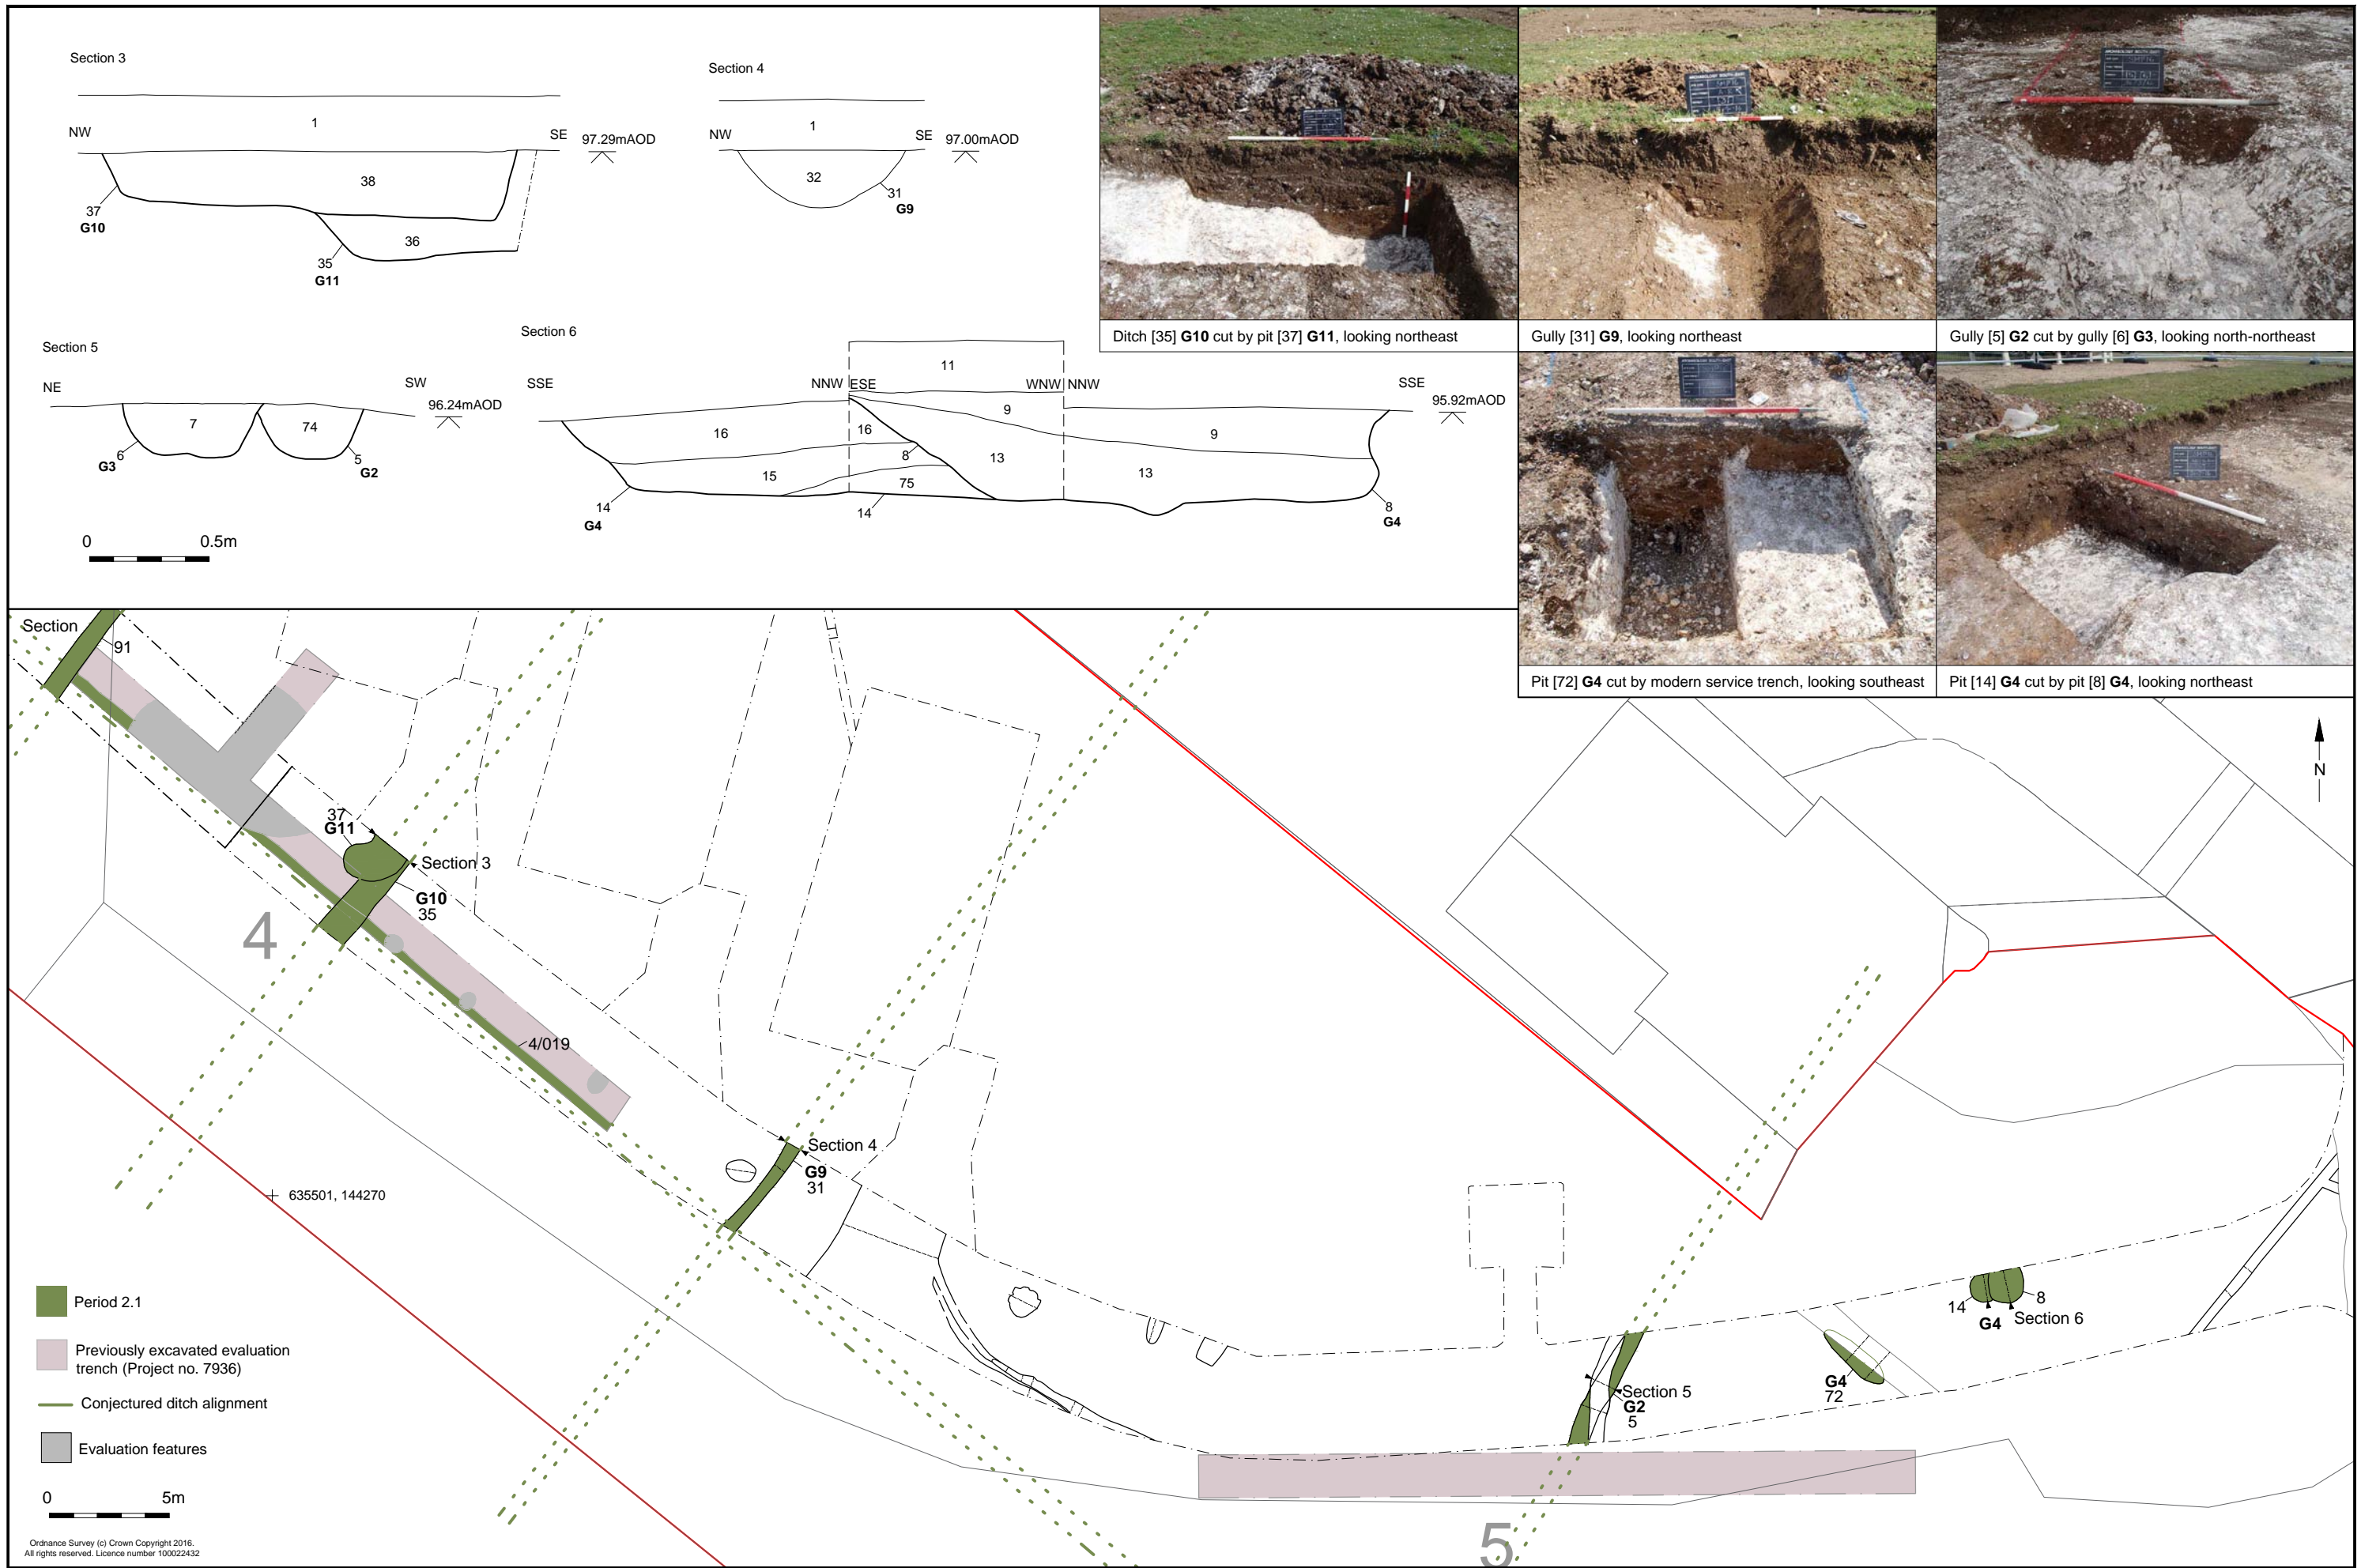 Section 3
1
NW
SE
97.29mAOD
38
37
G10
36
35
G11
Section 4
1
NW
SE
97.00mAOD
32
31
G9
Section 5
NE
SW
96.24mAOD
7
74
6
G3
5
G2
0 0.5m
Section 6
11
SSE
NNW
ESE
WNW
NNW
SSE
95.92mAOD
9
16
16
9
8
13
15
75
13
14
G4
14
8
G4
Ditch [35] G10 cut by pit [37] G11, looking northeast
Gully [31] G9, looking northeast
Gully [5] G2 cut by gully [6] G3, looking north-northeast
Pit [72] G4 cut by modern service trench, looking southeast
Pit [14] G4 cut by pit [8] G4, looking northeast
Section
91
N
37
G11
Section 3
G10
35
4
4/019
Section 4
G9
31
635501, 144270
14
8
G4
Section 6
Section 5
G2
5
G4
72
5
Period 2.1
Previously excavated evaluation
trench (Project no. 7936)
Conjectured ditch alignment
Evaluation features
0 5m
Ordnance Survey (c) Crown Copyright 2016.
All rights reserved. Licence number 100022432